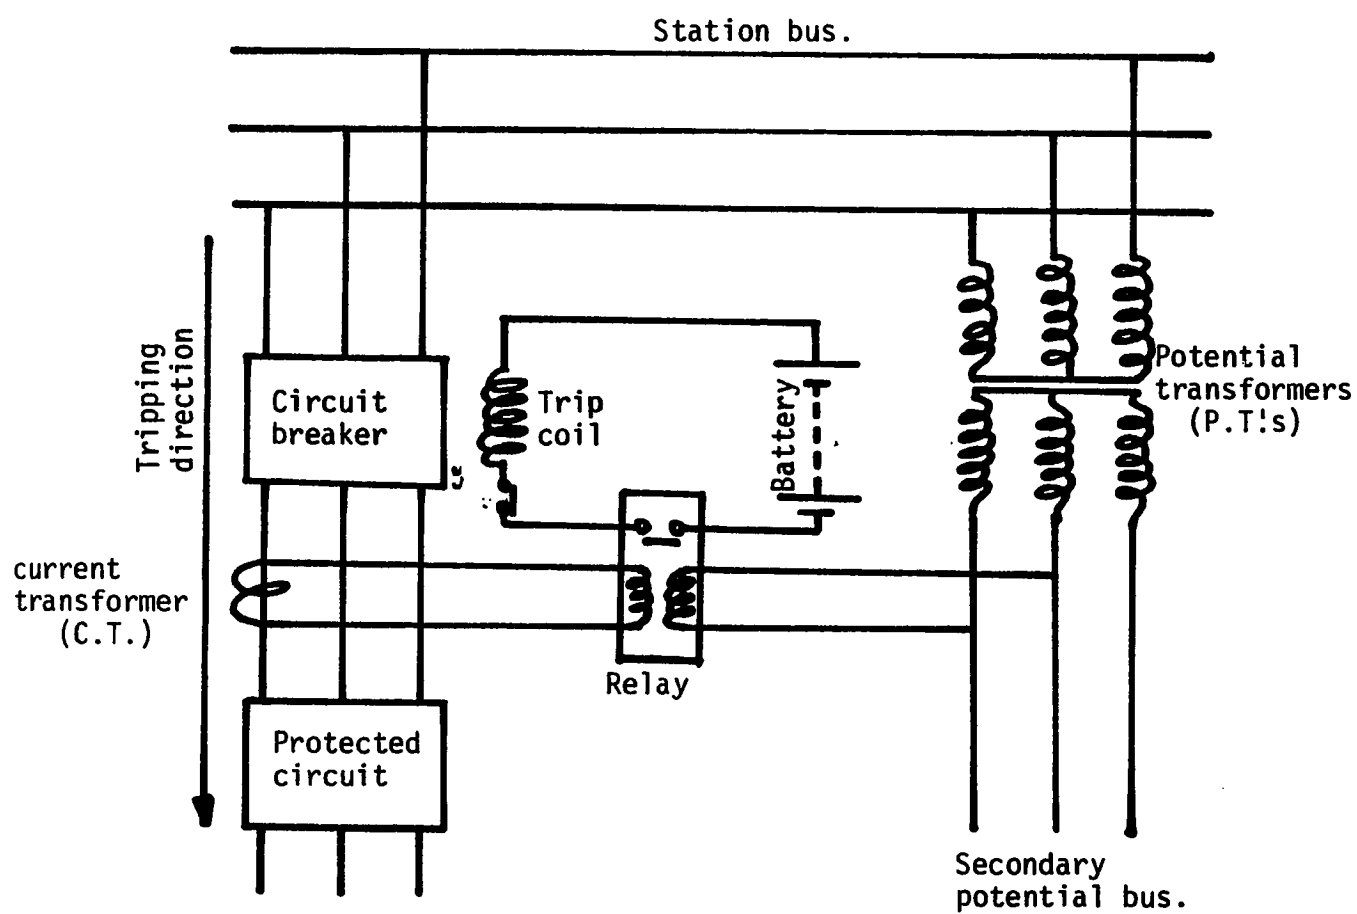 Station bus.
Tripping
direction
Circuit
breaker
Trip
coil
Battery
Potential
transformers
(P.T!s)
current
transformer
(C.T.)
Relay
Protected
circuit
Secondary
potential bus.